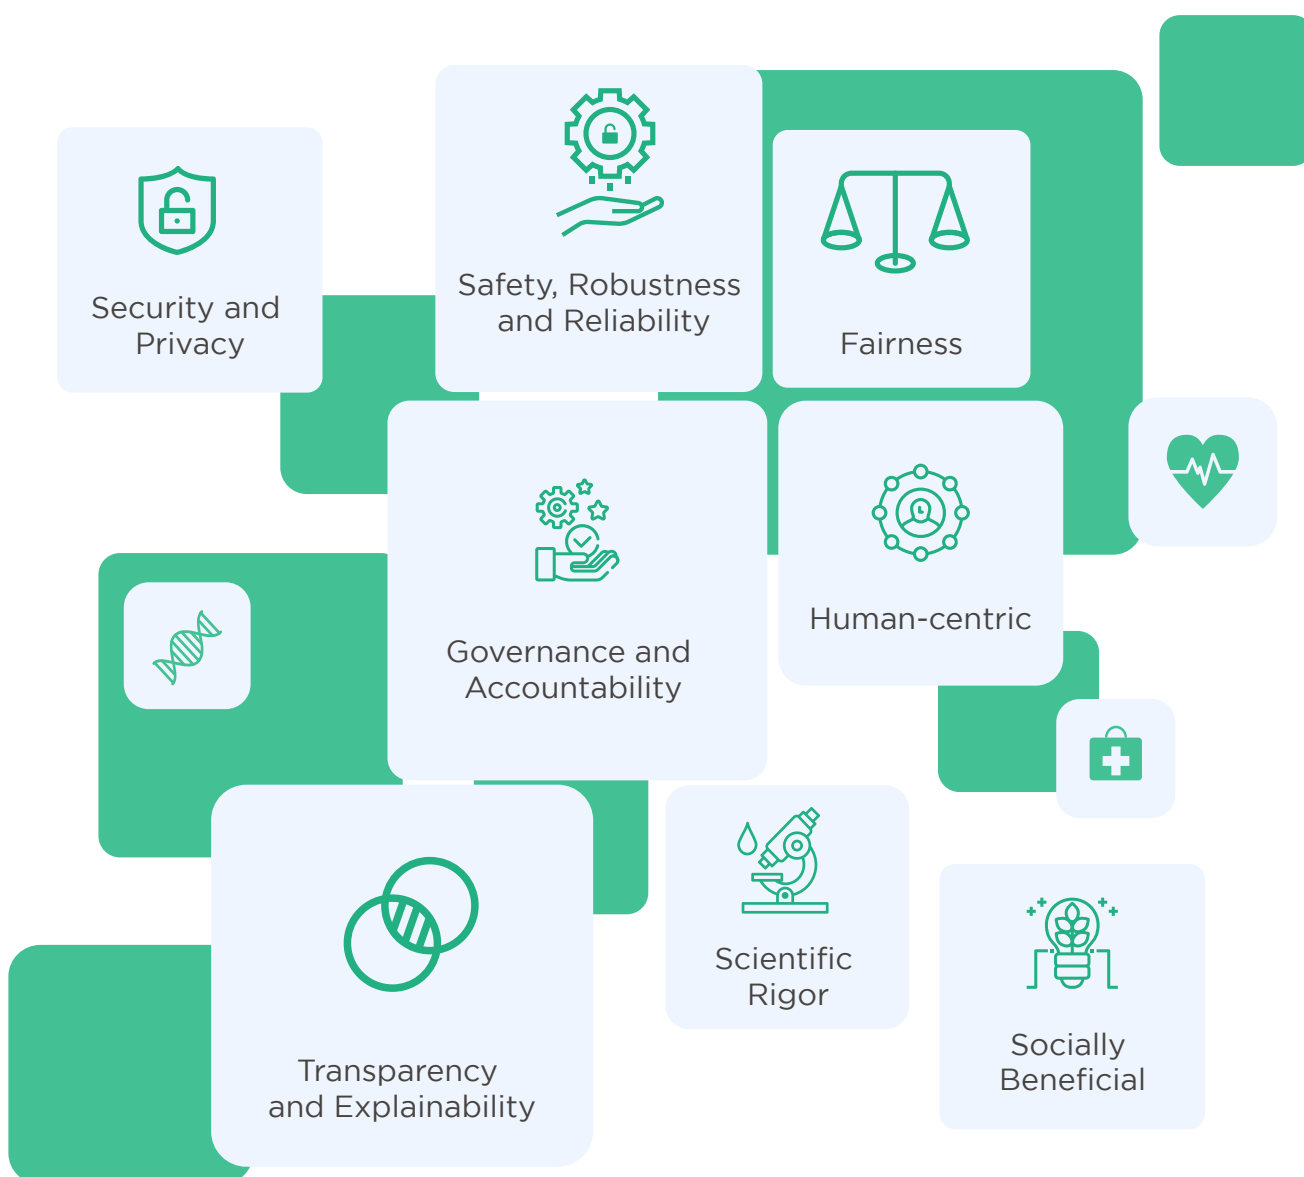 Security and
Privacy
Safety, Robustness
and Reliability
Fairness
Governance and
Accountability
Human-centric
Transparency
and Explainability
Scientific
Rigor
Socially
Beneficial